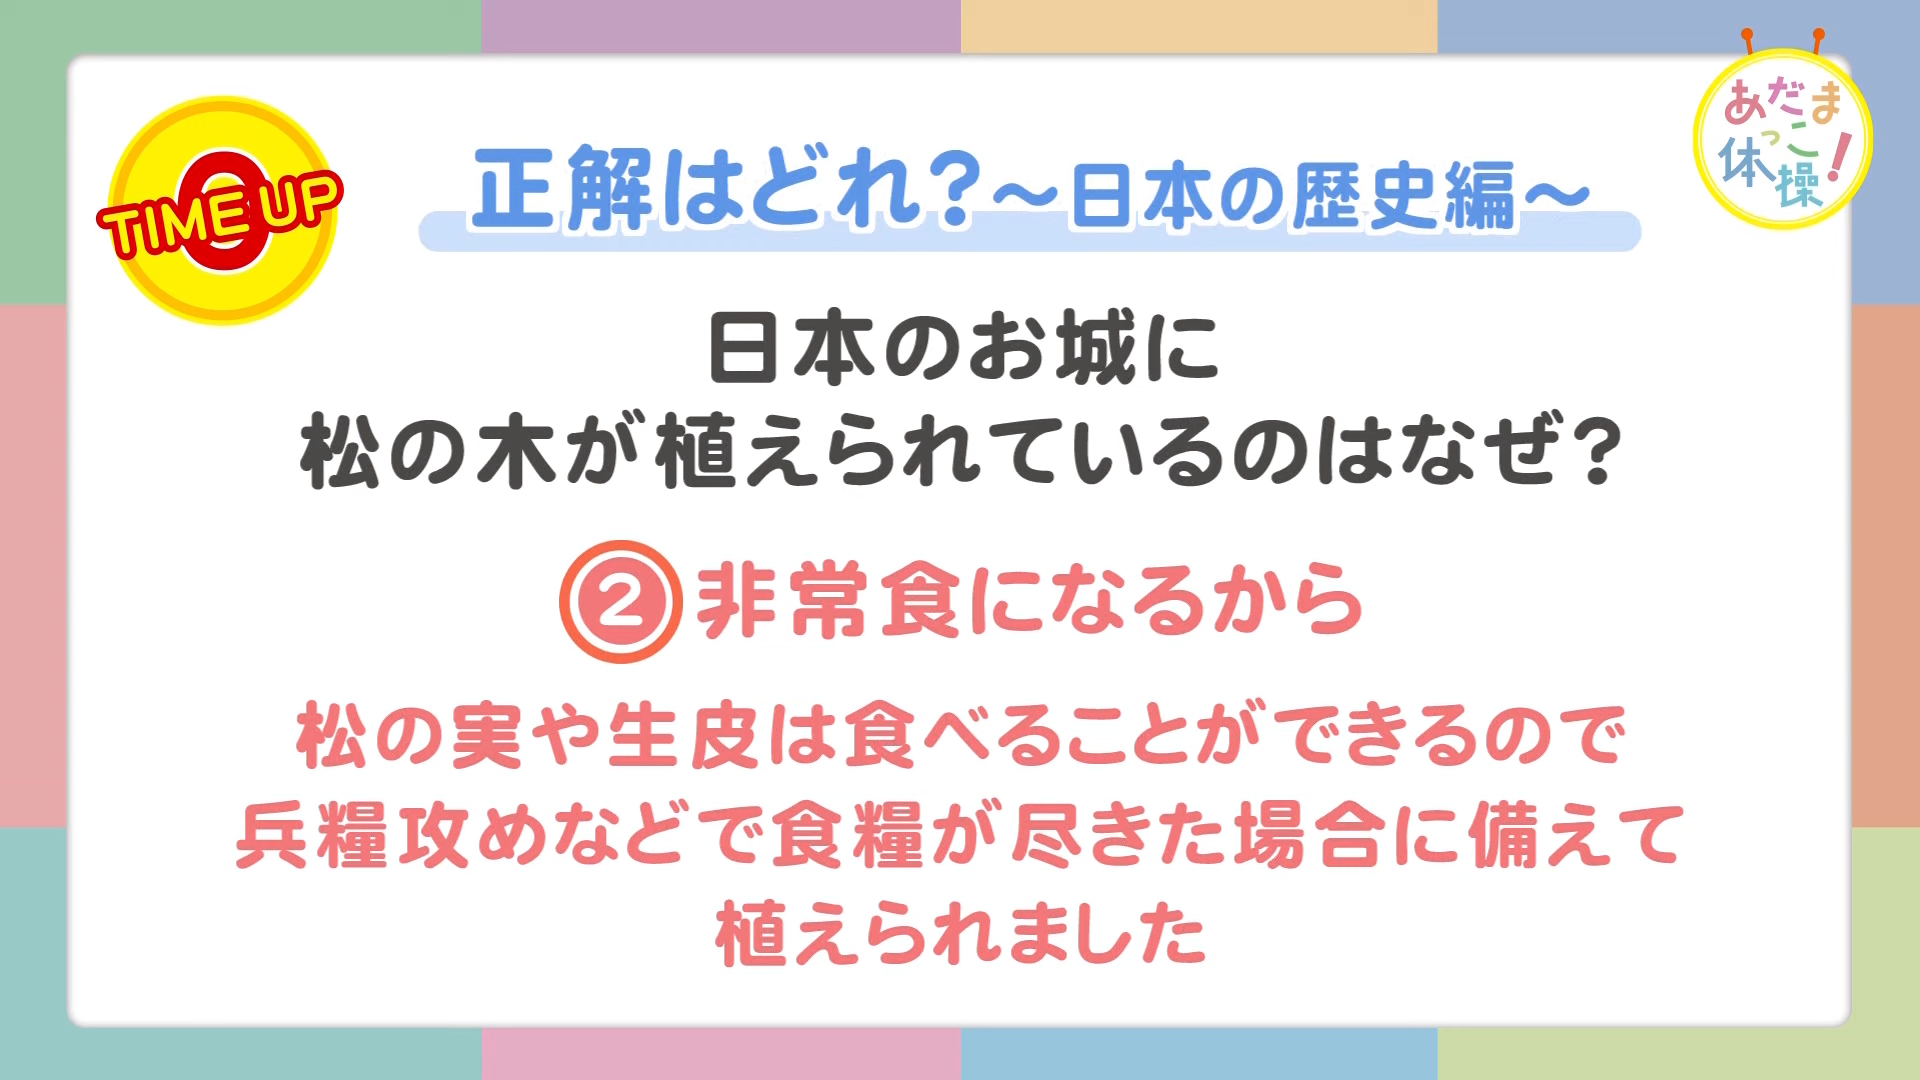 0
TIME UP
正解はどれ?~日本の歴史編~
あだま
っこ
体操!
日本のお城に
松の木が植えられているのはなぜ?
②非常食になるから
松の実や生皮は食べることができるので
兵糧攻めなどで食糧が尽きた場合に備えて
植えられました